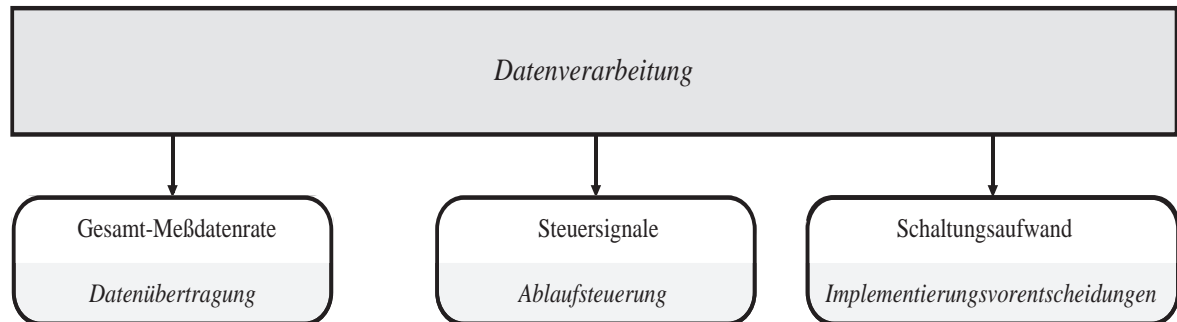 Datenverarbeitung
Gesamt-Meßdatenrate
Datenübertragung
Steuersignale
Ablaufsteuerung
Schaltungsaufwand
Implementierungsvorentscheidungen